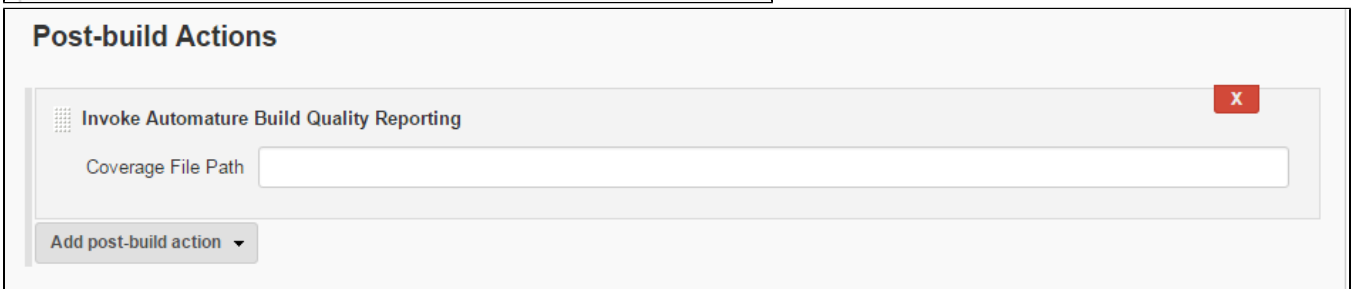 Post-build Actions
X
Invoke Automature Build Quality Reporting
Coverage File Path
Add post-build action